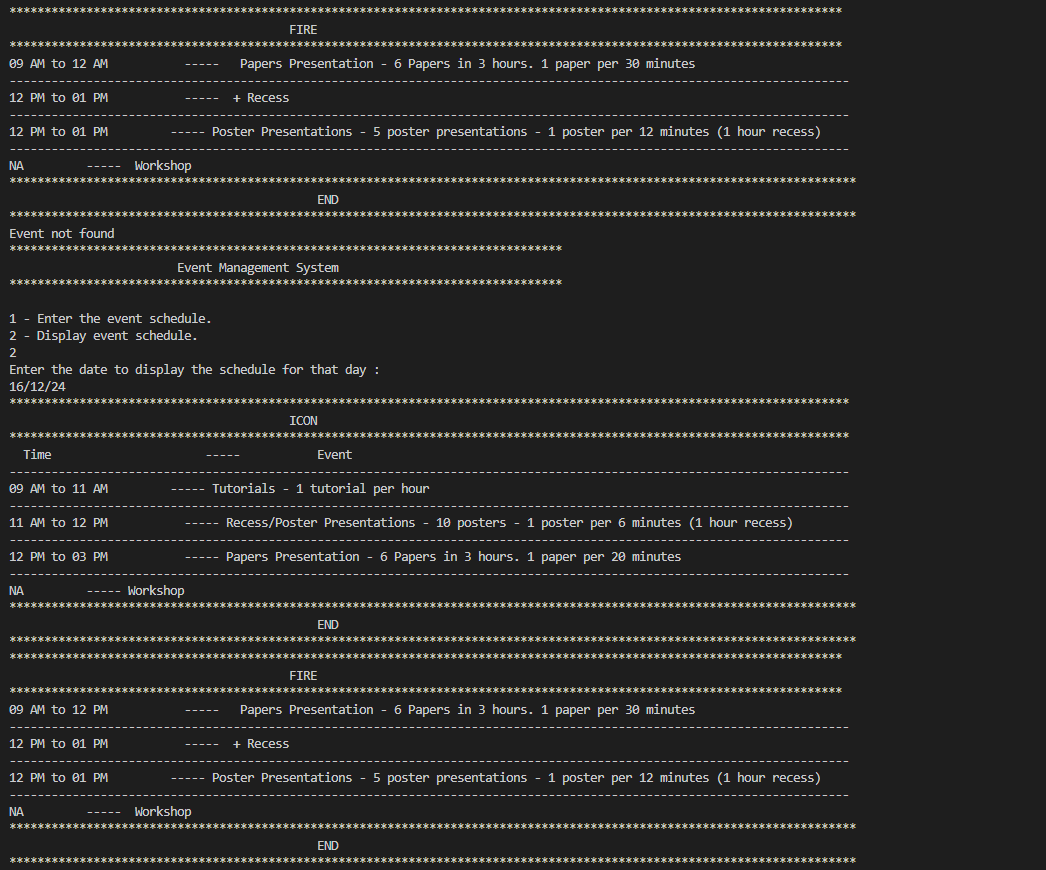 ***********************************************************************************************************************
FIRE
***********************************************************************************************************************
09 AM to 12 AM ----- Papers Presentation - 6 Papers in 3 hours. 1 paper per 30 minutes
------------------------------------------------------------------------------------------------------------------------
12 PM to 01 PM ----- + Recess
------------------------------------------------------------------------------------------------------------------------
12 PM to 01 PM ----- Poster Presentations - 5 poster presentations - 1 poster per 12 minutes (1 hour recess)
------------------------------------------------------------------------------------------------------------------------
NA ----- Workshop
*************************************************************************************************************************
END
*************************************************************************************************************************
Event not found
*******************************************************************************
Event Management System
*******************************************************************************
1 - Enter the event schedule.
2 - Display event schedule.
2
Enter the date to display the schedule for that day :
16/12/24
************************************************************************************************************************
ICON
************************************************************************************************************************
Time ----- Event
------------------------------------------------------------------------------------------------------------------------
09 AM to 11 AM ----- Tutorials - 1 tutorial per hour
------------------------------------------------------------------------------------------------------------------------
11 AM to 12 PM ----- Recess/Poster Presentations - 10 posters - 1 poster per 6 minutes (1 hour recess)
------------------------------------------------------------------------------------------------------------------------
12 PM to 03 PM ----- Papers Presentation - 6 Papers in 3 hours. 1 paper per 20 minutes
------------------------------------------------------------------------------------------------------------------------
NA ----- Workshop
*************************************************************************************************************************
END
*************************************************************************************************************************
***********************************************************************************************************************
FIRE
***********************************************************************************************************************
09 AM to 12 PM ----- Papers Presentation - 6 Papers in 3 hours. 1 paper per 30 minutes
------------------------------------------------------------------------------------------------------------------------
12 PM to 01 PM ----- + Recess
------------------------------------------------------------------------------------------------------------------------
12 PM to 01 PM ----- Poster Presentations - 5 poster presentations - 1 poster per 12 minutes (1 hour recess)
------------------------------------------------------------------------------------------------------------------------
NA ----- Workshop
*************************************************************************************************************************
END
*************************************************************************************************************************